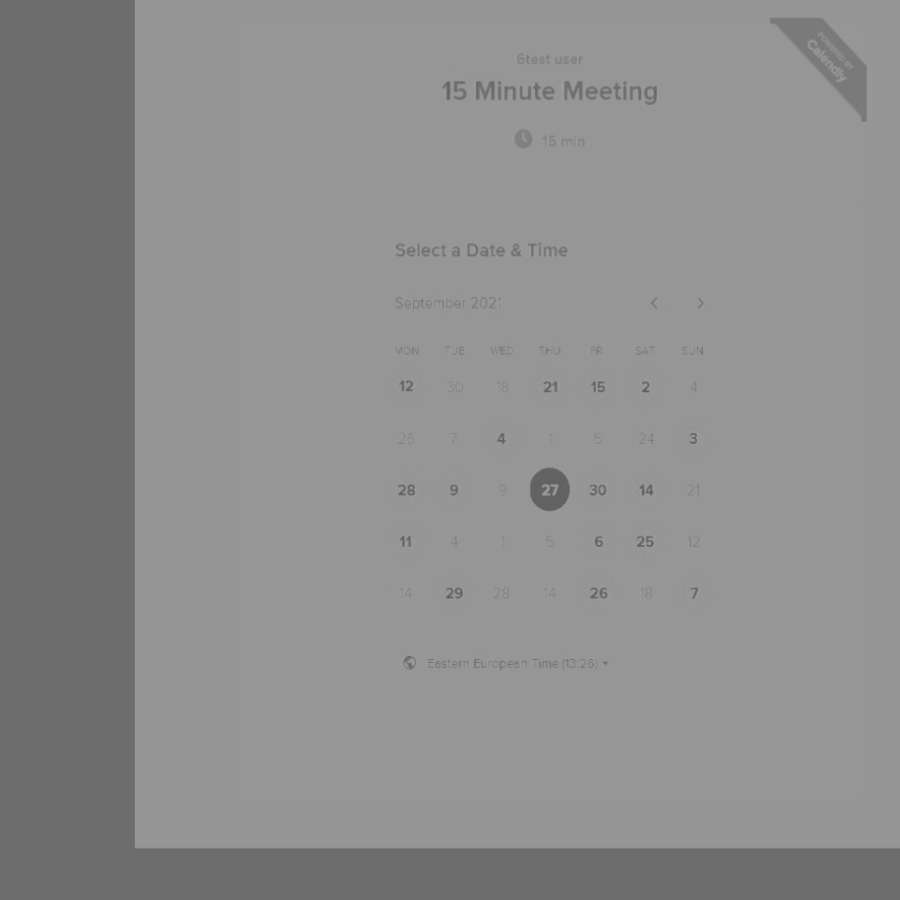 POWERED BY
Calendly
6test user
15 Minute Meeting
15 min
Select a Date & Time
September 2021
MON TUE WED THU FRI SAT SUN
12 30 18 21 15 2 4
26 7 4 1 5 24 3
28 9 9 27 30 14 21
11 4 1 5 6 25 12
14 29 28 14 26 18 7
Eastern European Time (13:26)